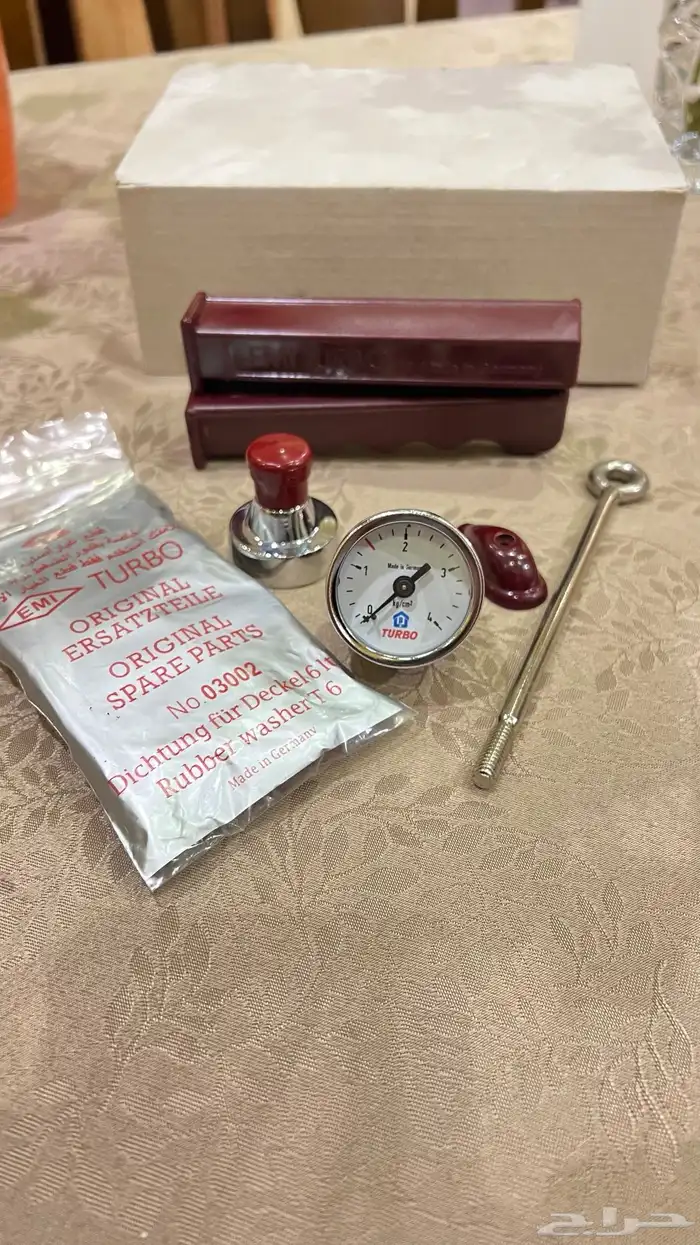 TURBO
EMI
ORIGINAL
ERSATZTEILE
ORIGINAL
SPARE PARTS
No. 03002
Dichtung für Deckel 6
Rubber washer T 6
Made in Germany
0 1 2 3 4
Made in Germany
kg/cm²
TURBO
EMI
حراج